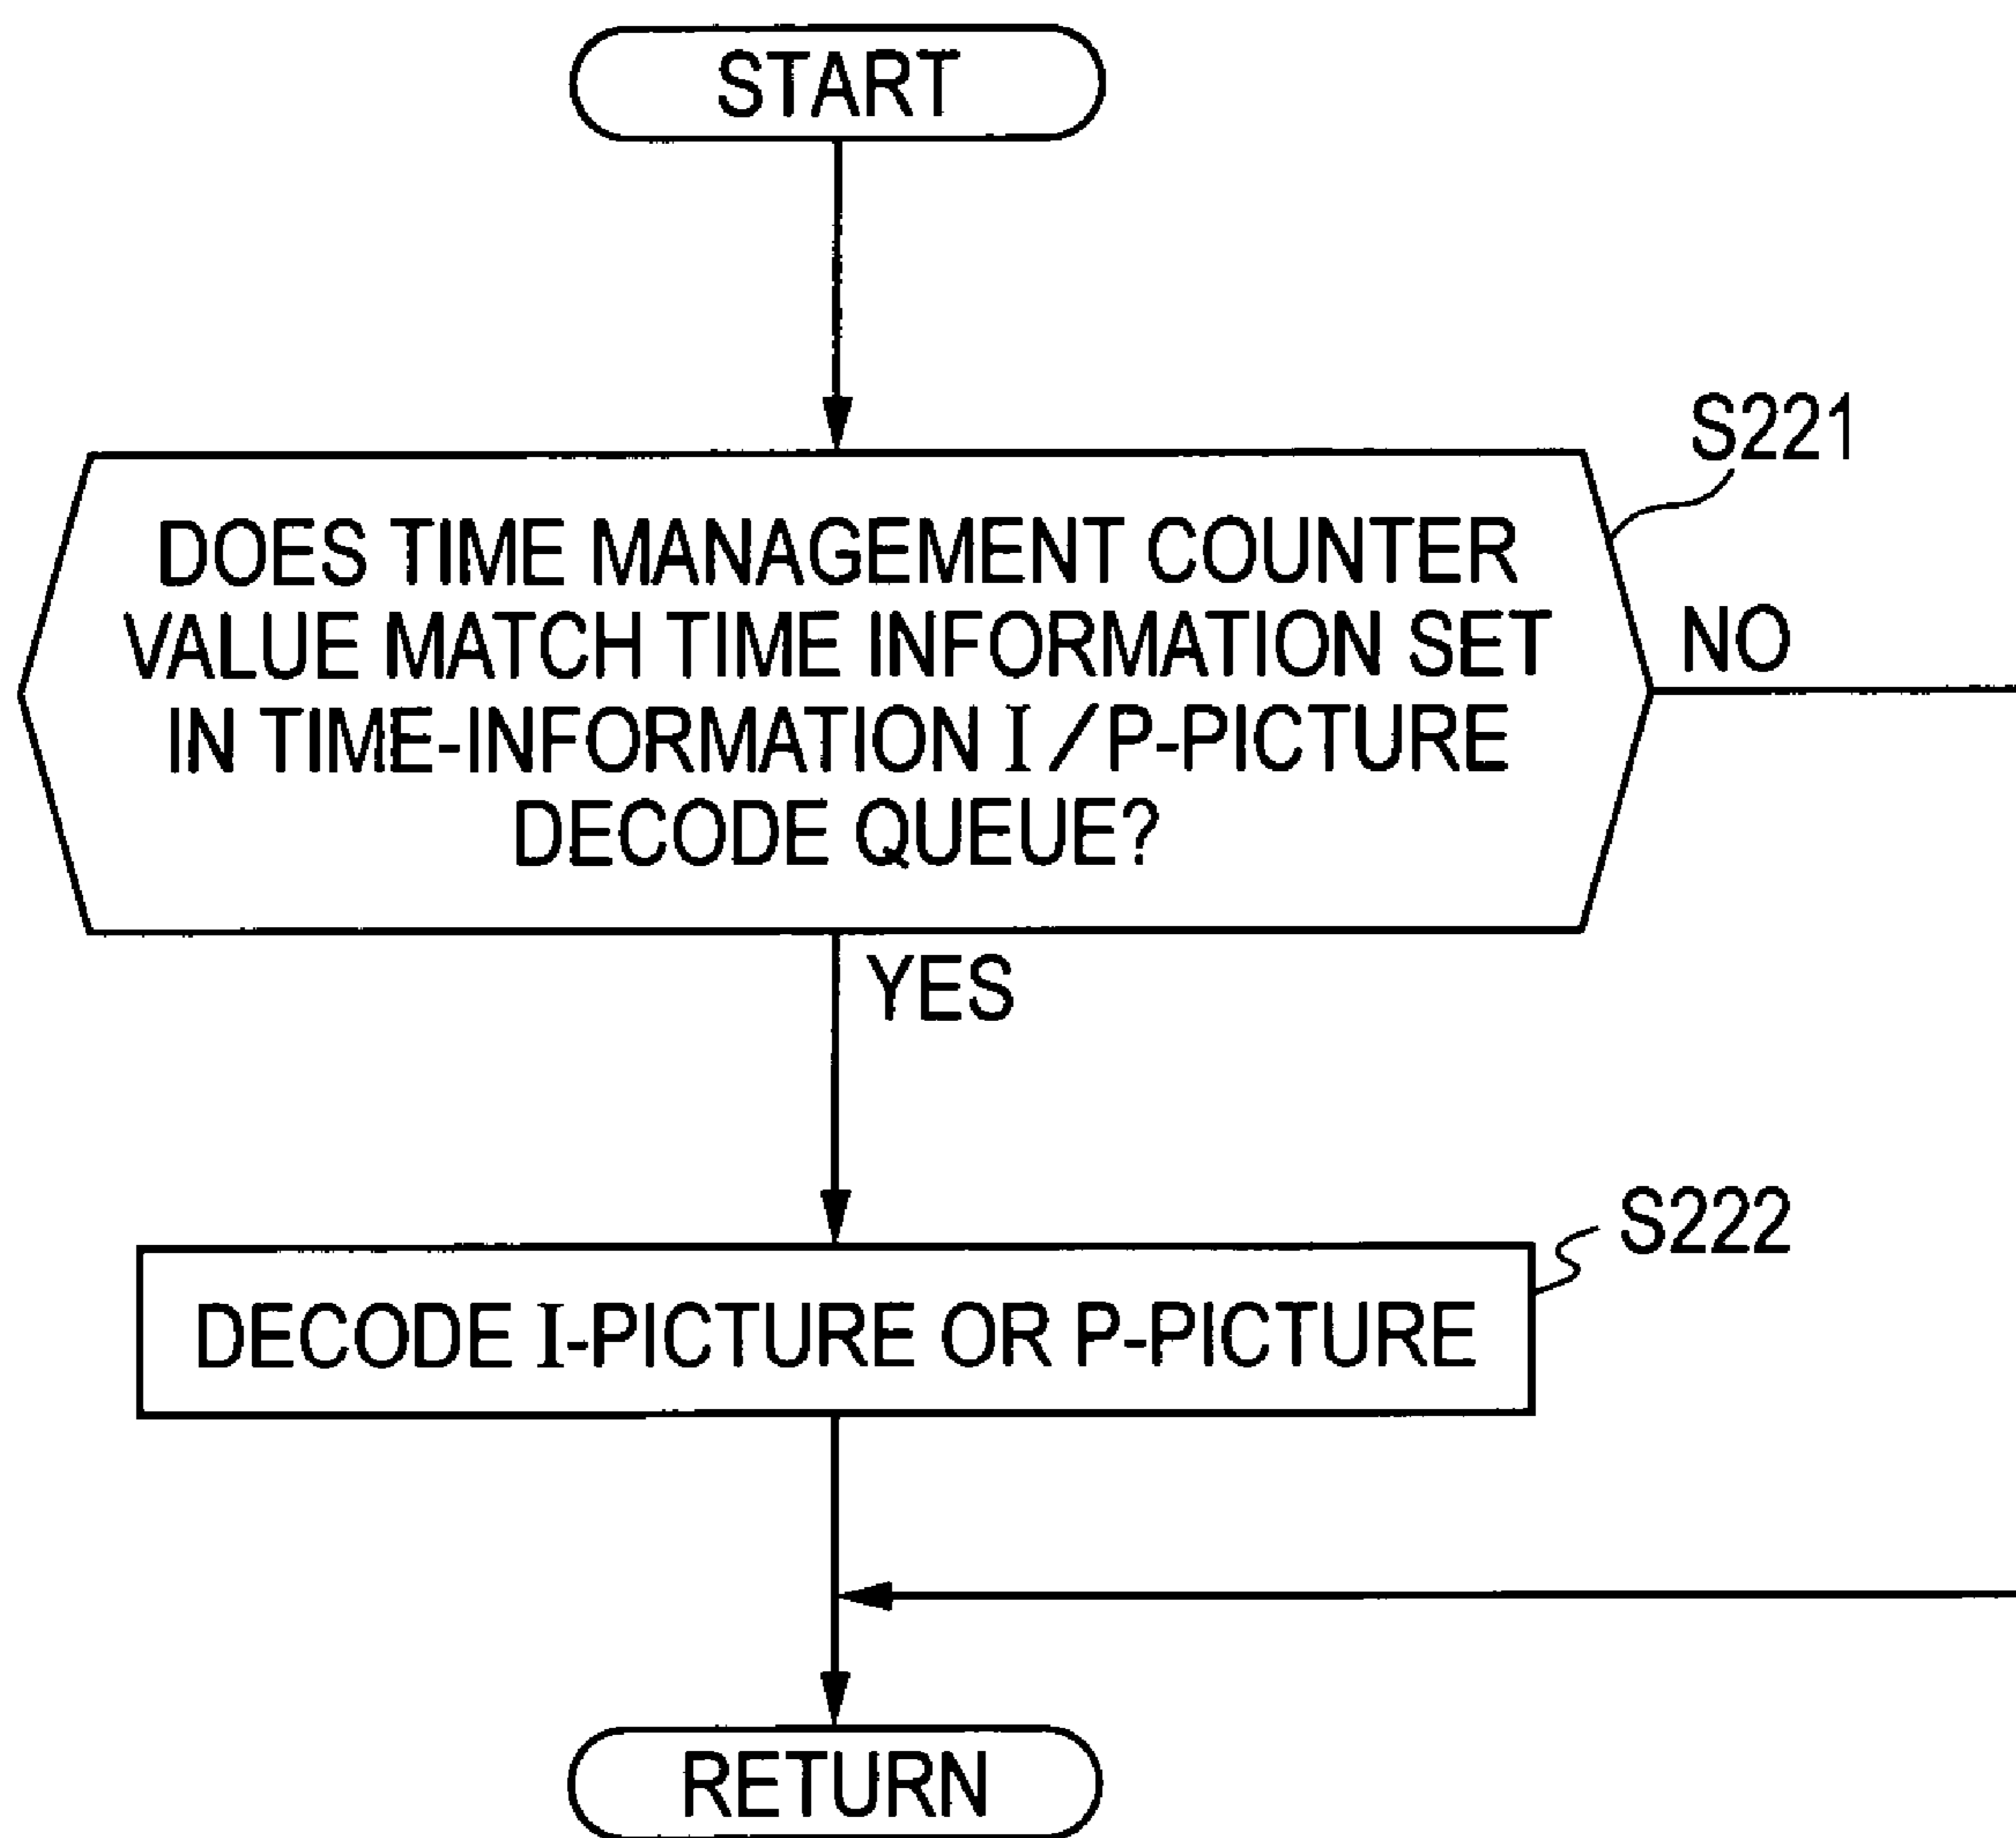 START
S221
DOES TIME MANAGEMENT COUNTER
VALUE MATCH TIME INFORMATION SET
IN TIME-INFORMATION I/P-PICTURE
DECODE QUEUE?
NO
YES
S222
DECODE I-PICTURE OR P-PICTURE
RETURN